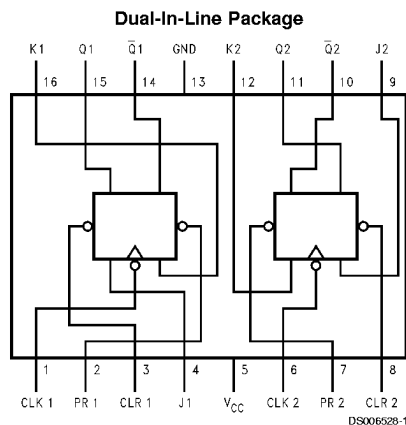 Dual-In-Line Package
K1 Q1 Q̅1 GND K2 Q2 Q̅2 J2
16 15 14 13 12 11 10 9
1 2 3 4 5 6 7 8
CLK 1 PR 1 CLR 1 J1 VCC CLK 2 PR 2 CLR 2
DS006528-1